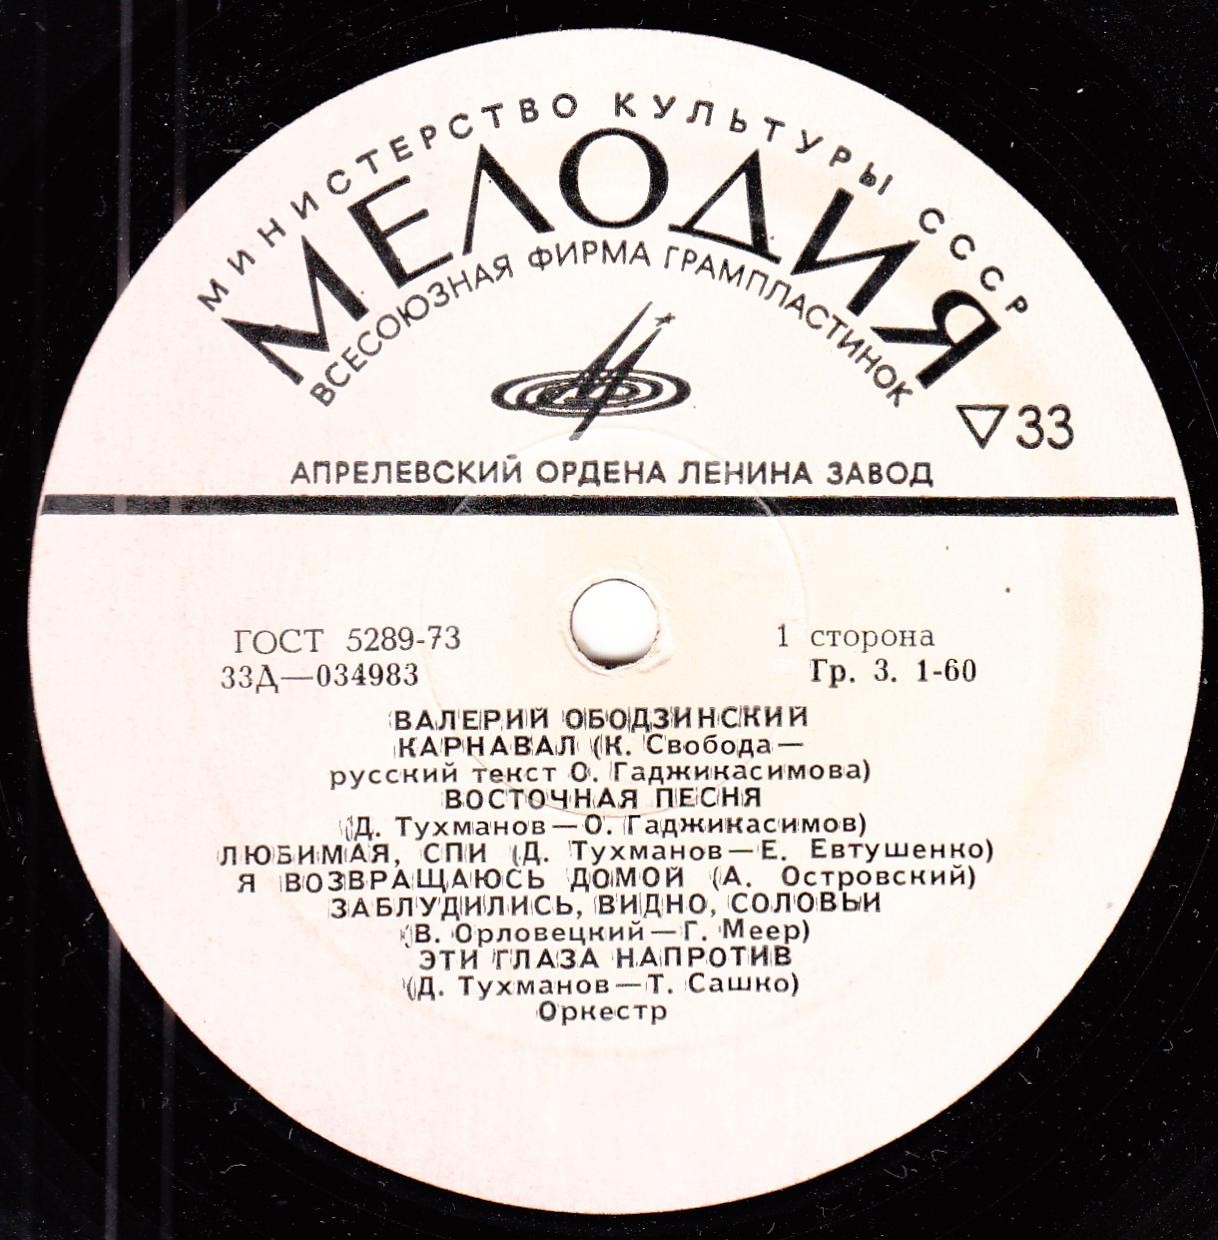 МИНИСТЕРСТВО КУЛЬТУРЫ СССР
МЕЛОДИЯ
ВСЕСОЮЗНАЯ ФИРМА ГРАМПЛАСТИНОК
33
АПРЕЛЕВСКИЙ ОРДЕНА ЛЕНИНА ЗАВОД
ГОСТ 5289-73
1 сторона
33Д—034983
Гр. 3. 1-60
ВАЛЕРИЙ ОБОДЗИНСКИЙ
КАРНАВАЛ (К. Свобода—
русский текст О. Гаджикасимова)
ВОСТОЧНАЯ ПЕСНЯ
(Д. Тухманов—О. Гаджикасимов)
ЛЮБИМАЯ, СПИ (Д. Тухманов—Е. Евтушенко)
Я ВОЗВРАЩАЮСЬ ДОМОЙ (А. Островский)
ЗАБЛУДИЛИСЬ, ВИДНО, СОЛОВЬИ
(В. Орловецкий—Г. Меер)
ЭТИ ГЛАЗА НАПРОТИВ
(Д. Тухманов—Т. Сашко)
Оркестр